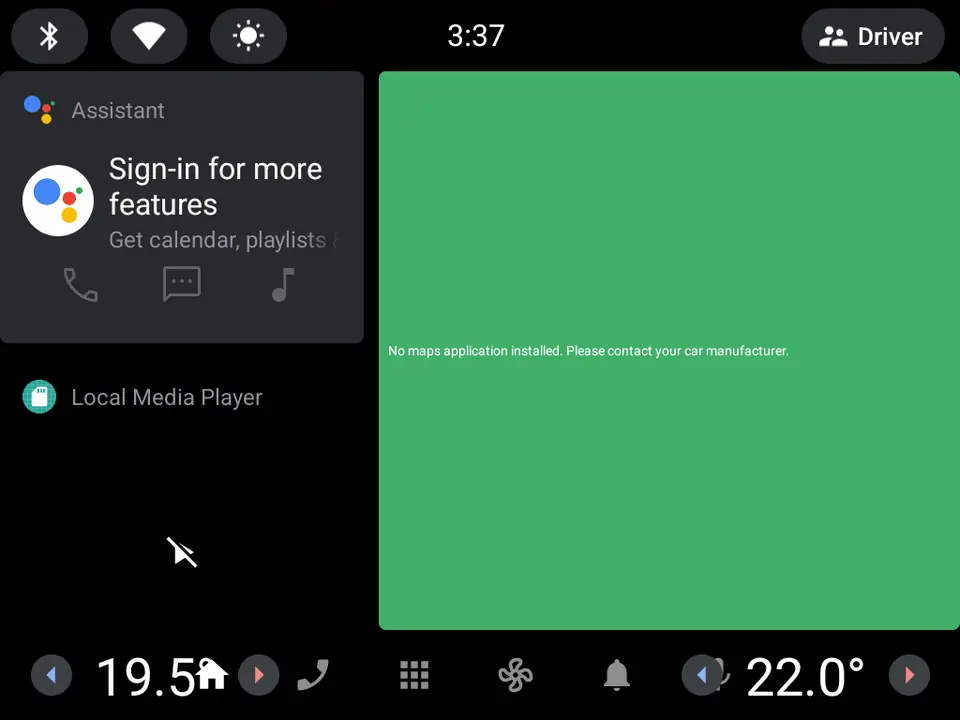 3:37
Driver
Assistant
Sign-in for more
features
Get calendar, playlists
No maps application installed. Please contact your car manufacturer.
Local Media Player
19.5°
22.0°